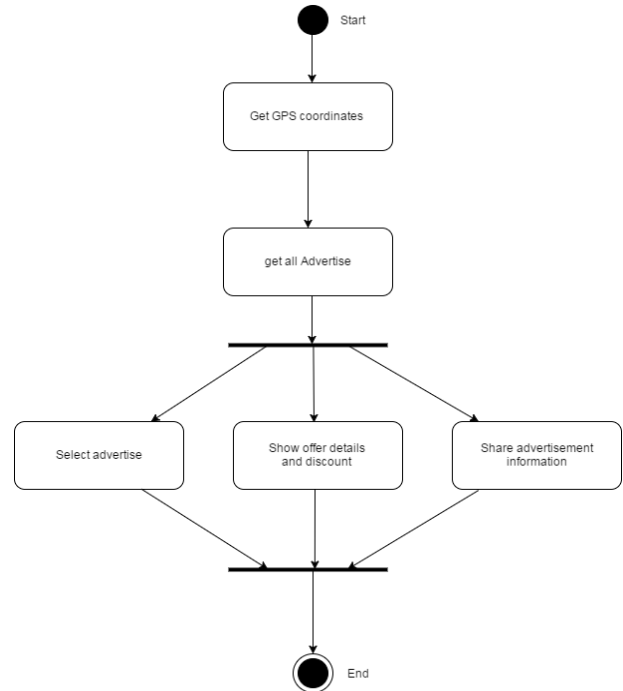 Start
Get GPS coordinates
get all Advertise
Select advertise
Show offer details
and discount
Share advertisement
information
End